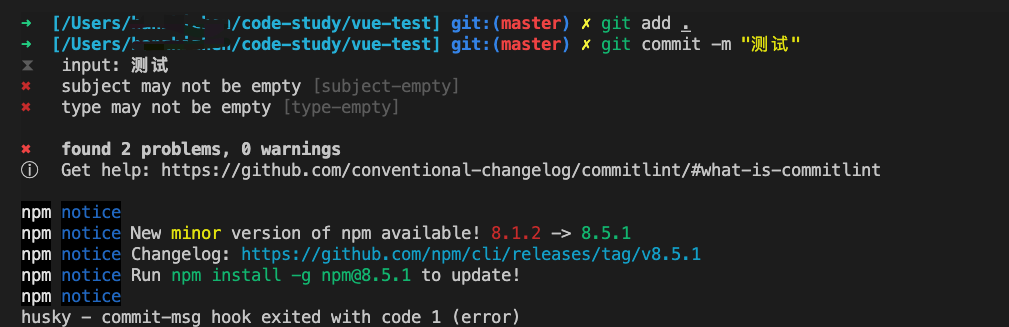 ➜ [/Users/ /code-study/vue-test] git:(master) ✗ git add .
➜ [/Users/ /code-study/vue-test] git:(master) ✗ git commit -m "测试"
⧗ input: 测试
✖ subject may not be empty [subject-empty]
✖ type may not be empty [type-empty]
✖ found 2 problems, 0 warnings
ⓘ Get help: https://github.com/conventional-changelog/commitlint/#what-is-commitlint
npm notice
npm notice New minor version of npm available! 8.1.2 -> 8.5.1
npm notice Changelog: https://github.com/npm/cli/releases/tag/v8.5.1
npm notice Run npm install -g npm@8.5.1 to update!
npm notice
husky - commit-msg hook exited with code 1 (error)